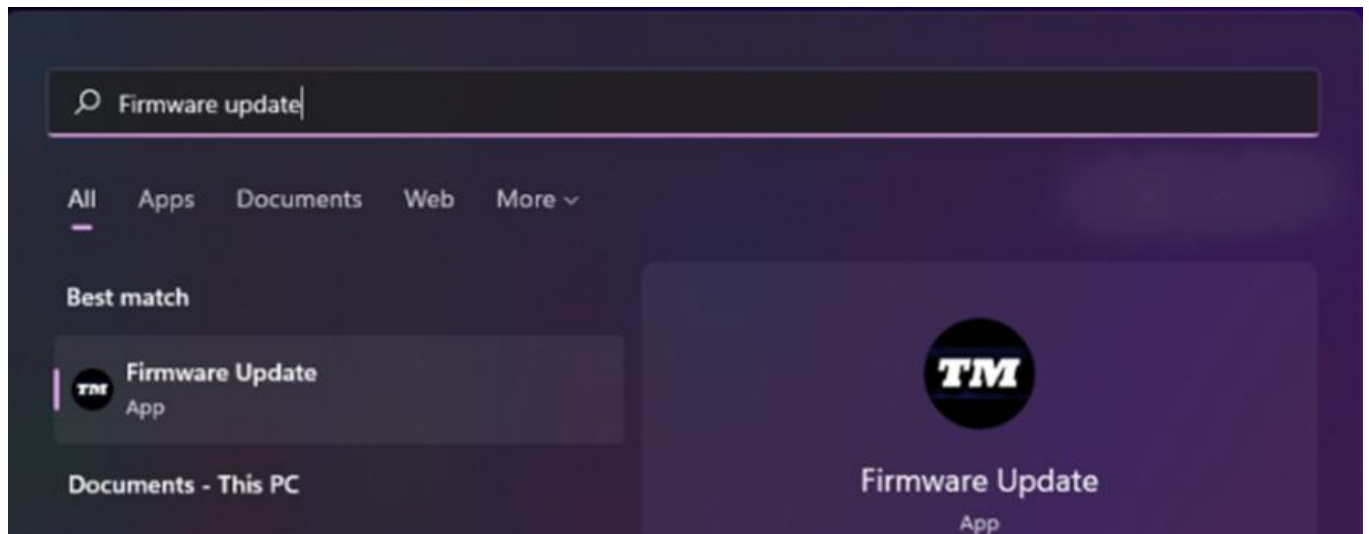 Firmware update
All Apps Documents Web More
Best match
TM Firmware Update
App
Documents - This PC
TM
Firmware Update
App